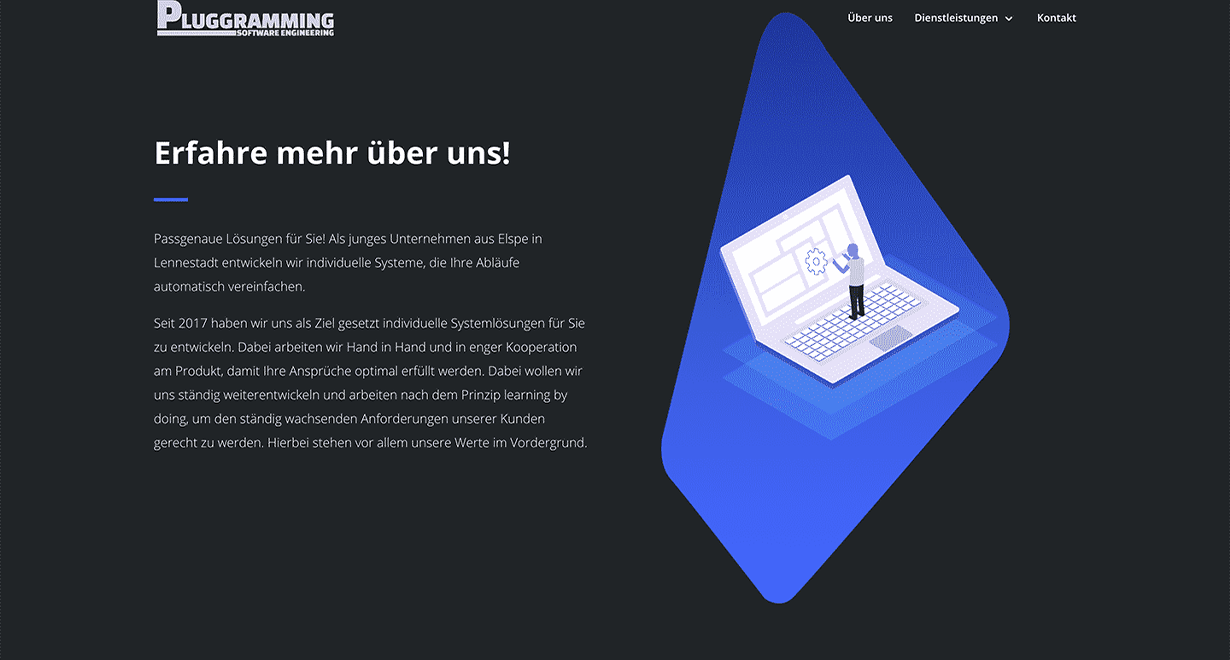 PLUGGRAMMING
SOFTWARE ENGINEERING
Über uns
Dienstleistungen
Kontakt
Erfahre mehr über uns!
Passgenaue Lösungen für Sie! Als junges Unternehmen aus Elspe in
Lennestadt entwickeln wir individuelle Systeme, die Ihre Abläufe
automatisch vereinfachen.
Seit 2017 haben wir uns als Ziel gesetzt individuelle Systemlösungen für Sie
zu entwickeln. Dabei arbeiten wir Hand in Hand und in enger Kooperation
am Produkt, damit Ihre Ansprüche optimal erfüllt werden. Dabei wollen wir
uns ständig weiterentwickeln und arbeiten nach dem Prinzip learning by
doing, um den ständig wachsenden Anforderungen unserer Kunden
gerecht zu werden. Hierbei stehen vor allem unsere Werte im Vordergrund.